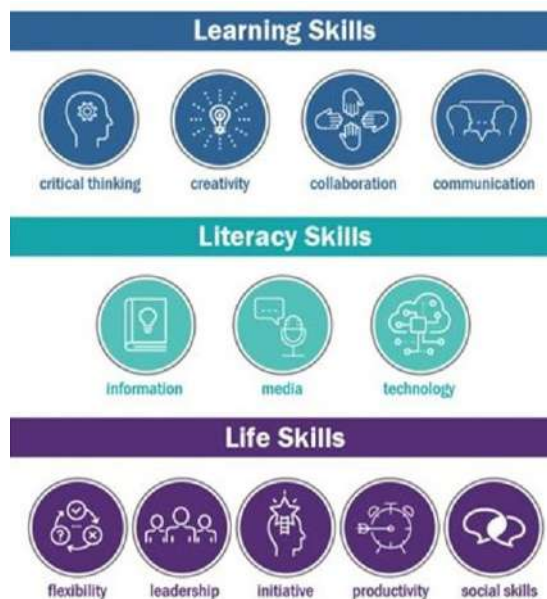 Learning Skills
critical thinking creativity collaboration communication
Literacy Skills
information media technology
Life Skills
flexibility leadership initiative productivity social skills